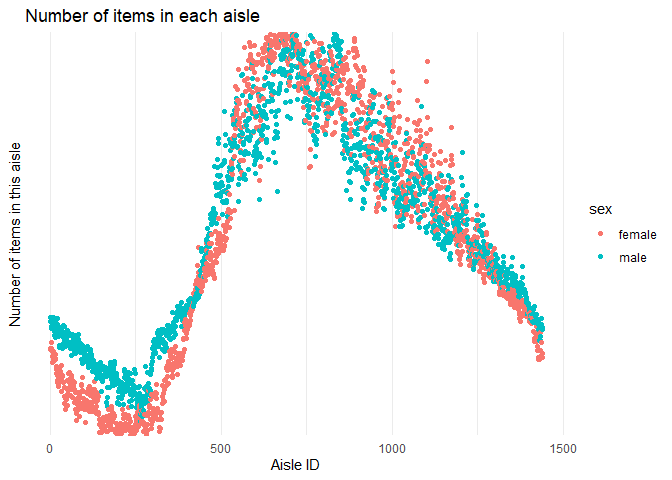 Number of items in each aisle
Number of items in this aisle
0
500
1000
1500
Aisle ID
sex
female
male